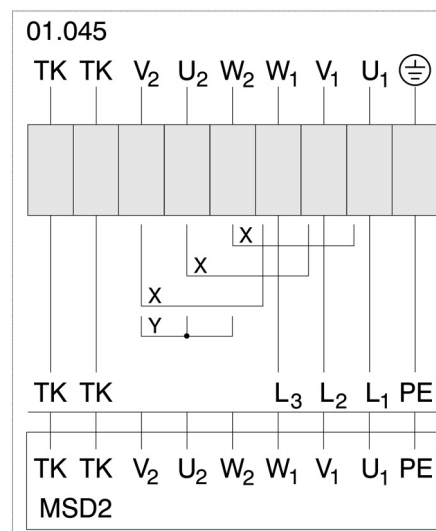 01.045
TK TK V₂ U₂ W₂ W₁ V₁ U₁
X
X
X
Y
TK TK L₃ L₂ L₁ PE
TK TK V₂ U₂ W₂ W₁ V₁ U₁ PE
MSD2